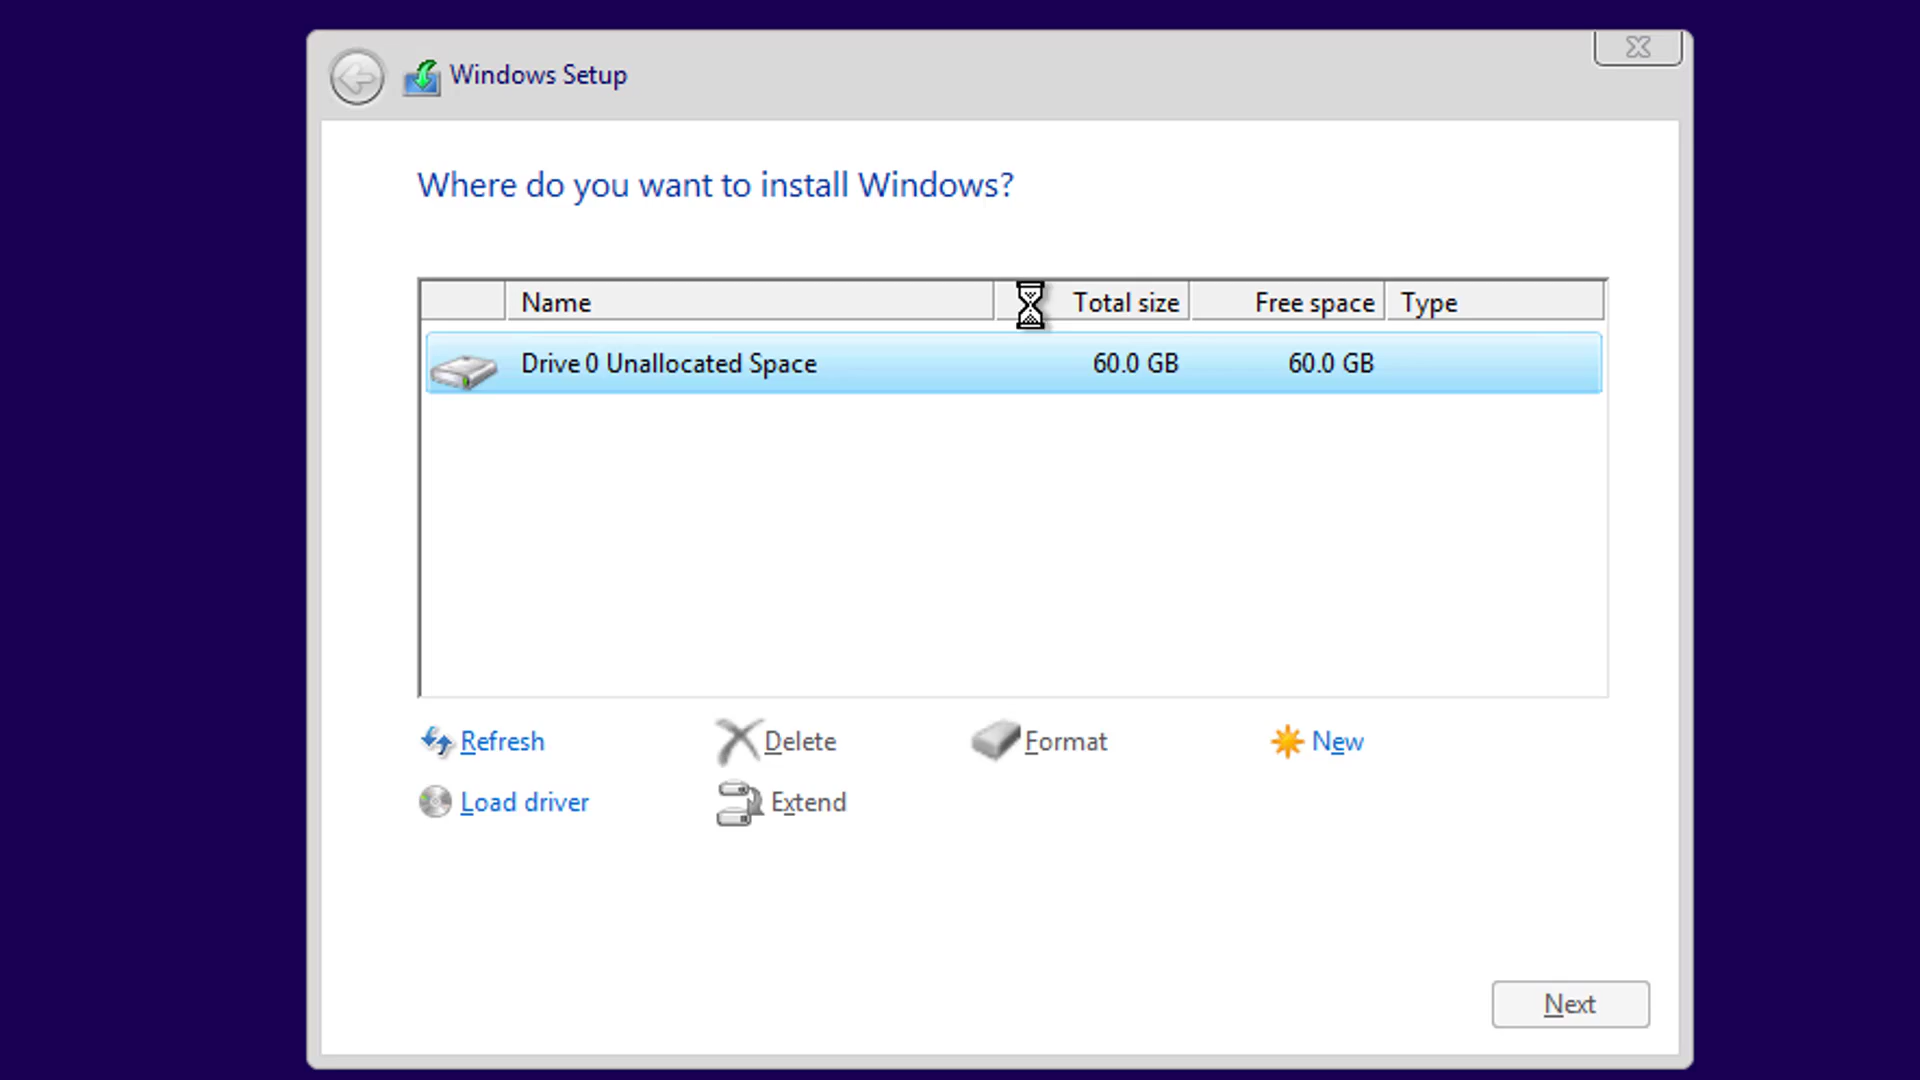 Windows Setup
Where do you want to install Windows?
Name Total size Free space Type
Drive 0 Unallocated Space 60.0 GB 60.0 GB
Refresh Delete Format New
Load driver Extend
Next